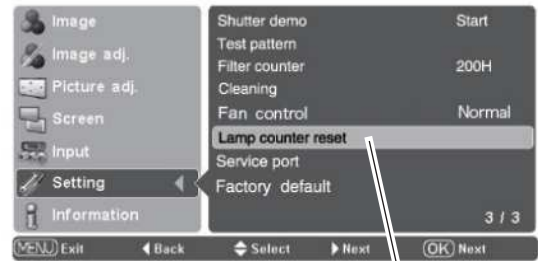 Image
Image adj.
Picture adj.
Screen
Input
Setting
Information
Shutter demo Start
Test pattern
Filter counter 200H
Cleaning
Fan control Normal
Lamp counter reset
Service port
Factory default
3 / 3
MENU Exit Back Select Next OK Next